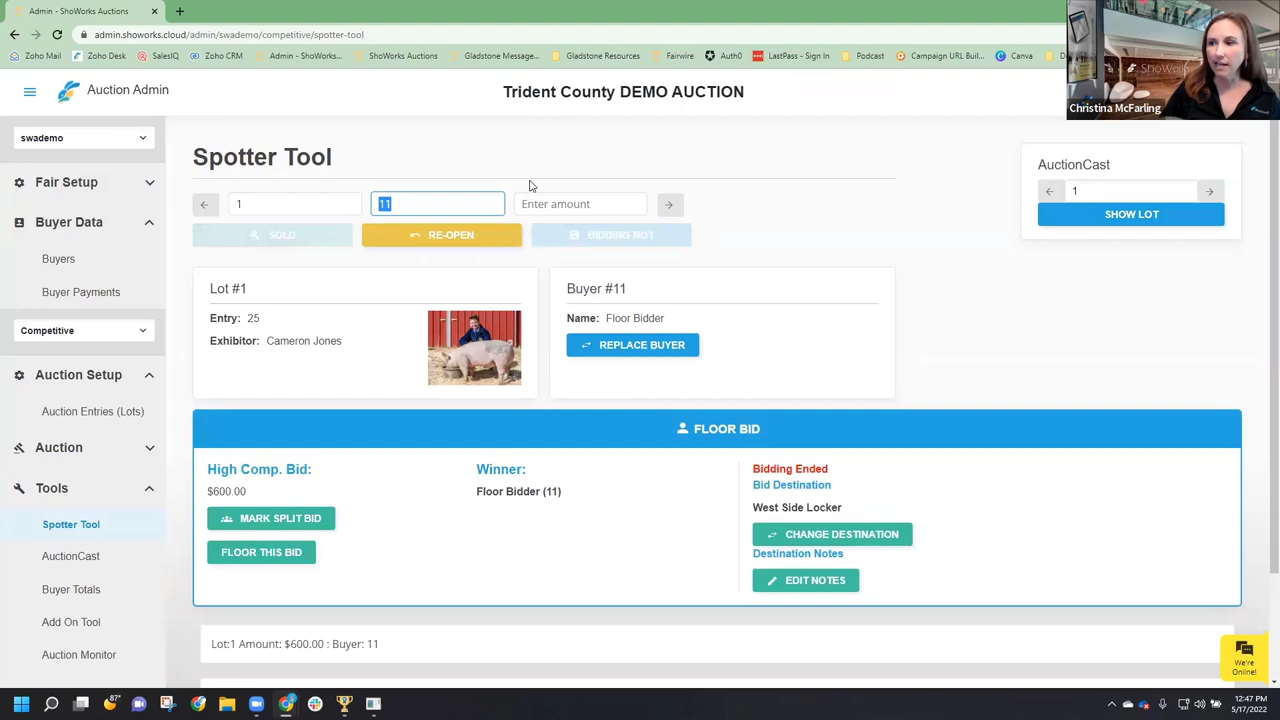 Admin - ShoWorks Auctions
admin.showorks.cloud/admin/swademo/competitive/spotter-tool
Zoho Mail
Zoho Desk
SalesIQ
Zoho CRM
Admin - ShoWorks...
ShoWorks Auctions
Gladstone Message...
Gladstone Resources
Fairwire
Auth0
LastPass - Sign In
Podcast
Campaign URL Buil...
Canva
Christina McFarling
Auction Admin
Trident County DEMO AUCTION
swademo
Fair Setup
Buyer Data
Buyers
Buyer Payments
Competitive
Auction Setup
Auction Entries (Lots)
Auction
Tools
Spotter Tool
AuctionCast
Buyer Totals
Add On Tool
Auction Monitor
Spotter Tool
1
11
Enter amount
SOLD
RE-OPEN
BIDDING NOT
AuctionCast
1
SHOW LOT
Lot #1
Entry: 25
Exhibitor: Cameron Jones
Buyer #11
Name: Floor Bidder
REPLACE BUYER
FLOOR BID
High Comp. Bid:
$600.00
MARK SPLIT BID
FLOOR THIS BID
Winner:
Floor Bidder (11)
Bidding Ended
Bid Destination
West Side Locker
CHANGE DESTINATION
Destination Notes
EDIT NOTES
Lot:1 Amount: $600.00 : Buyer: 11
We're
Online!
87°
12:47 PM
5/17/2022